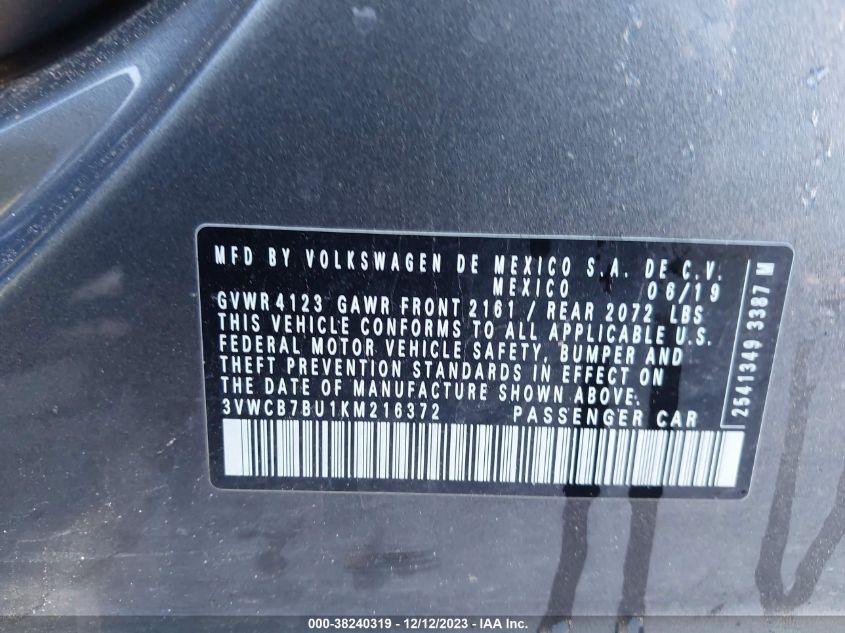 MFD BY VOLKSWAGEN DE MEXICO S.A. DE C.V.
MEXICO 06/19
GVWR 4123 GAWR FRONT 2161 / REAR 2072 LBS
THIS VEHICLE CONFORMS TO ALL APPLICABLE U.S.
FEDERAL MOTOR VEHICLE SAFETY, BUMPER AND
THEFT PREVENTION STANDARDS IN EFFECT ON
THE DATE OF MANUFACTURE SHOWN ABOVE.
3VWCB7BU1KM216372 PASSENGER CAR
2541349 3387 M
000-38240319 - 12/12/2023 - IAA Inc.